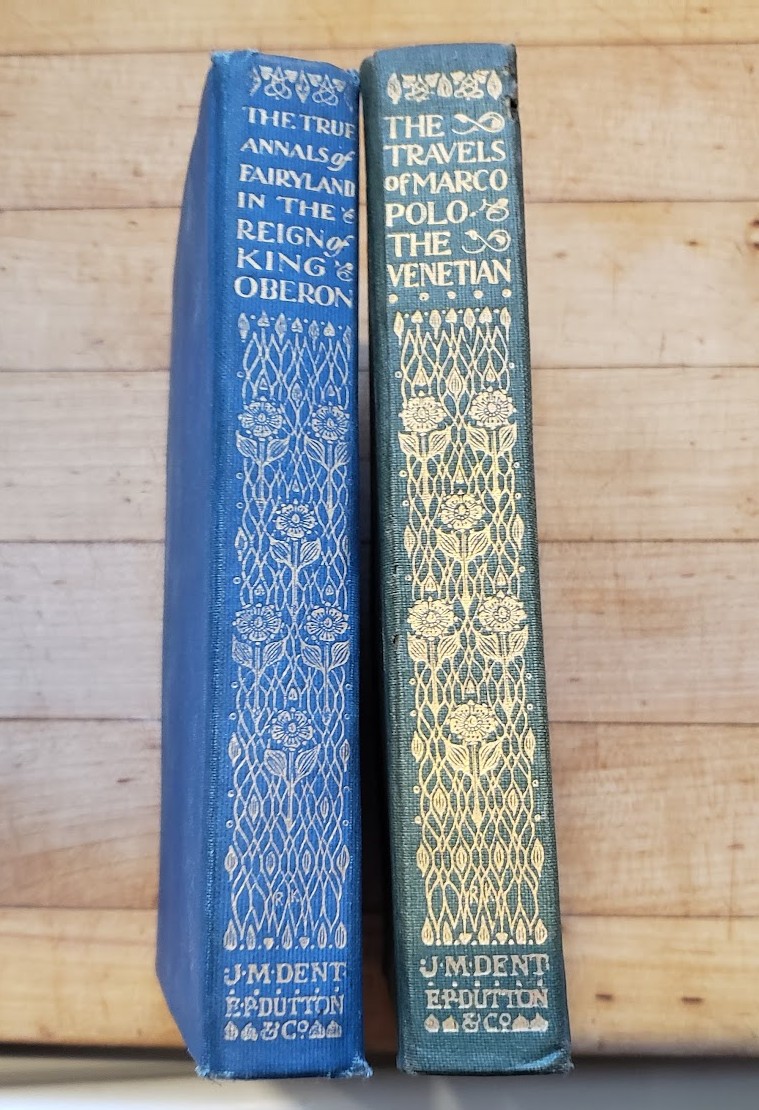 THE TRUE
ANNALS of
FAIRYLAND
IN THE
REIGN of
KING
OBERON
R K
J·M·DENT
E·P·DUTTON
& CO
THE
TRAVELS
of MARCO
POLO
THE
VENETIAN
R K
J·M·DENT
E·P·DUTTON
& CO